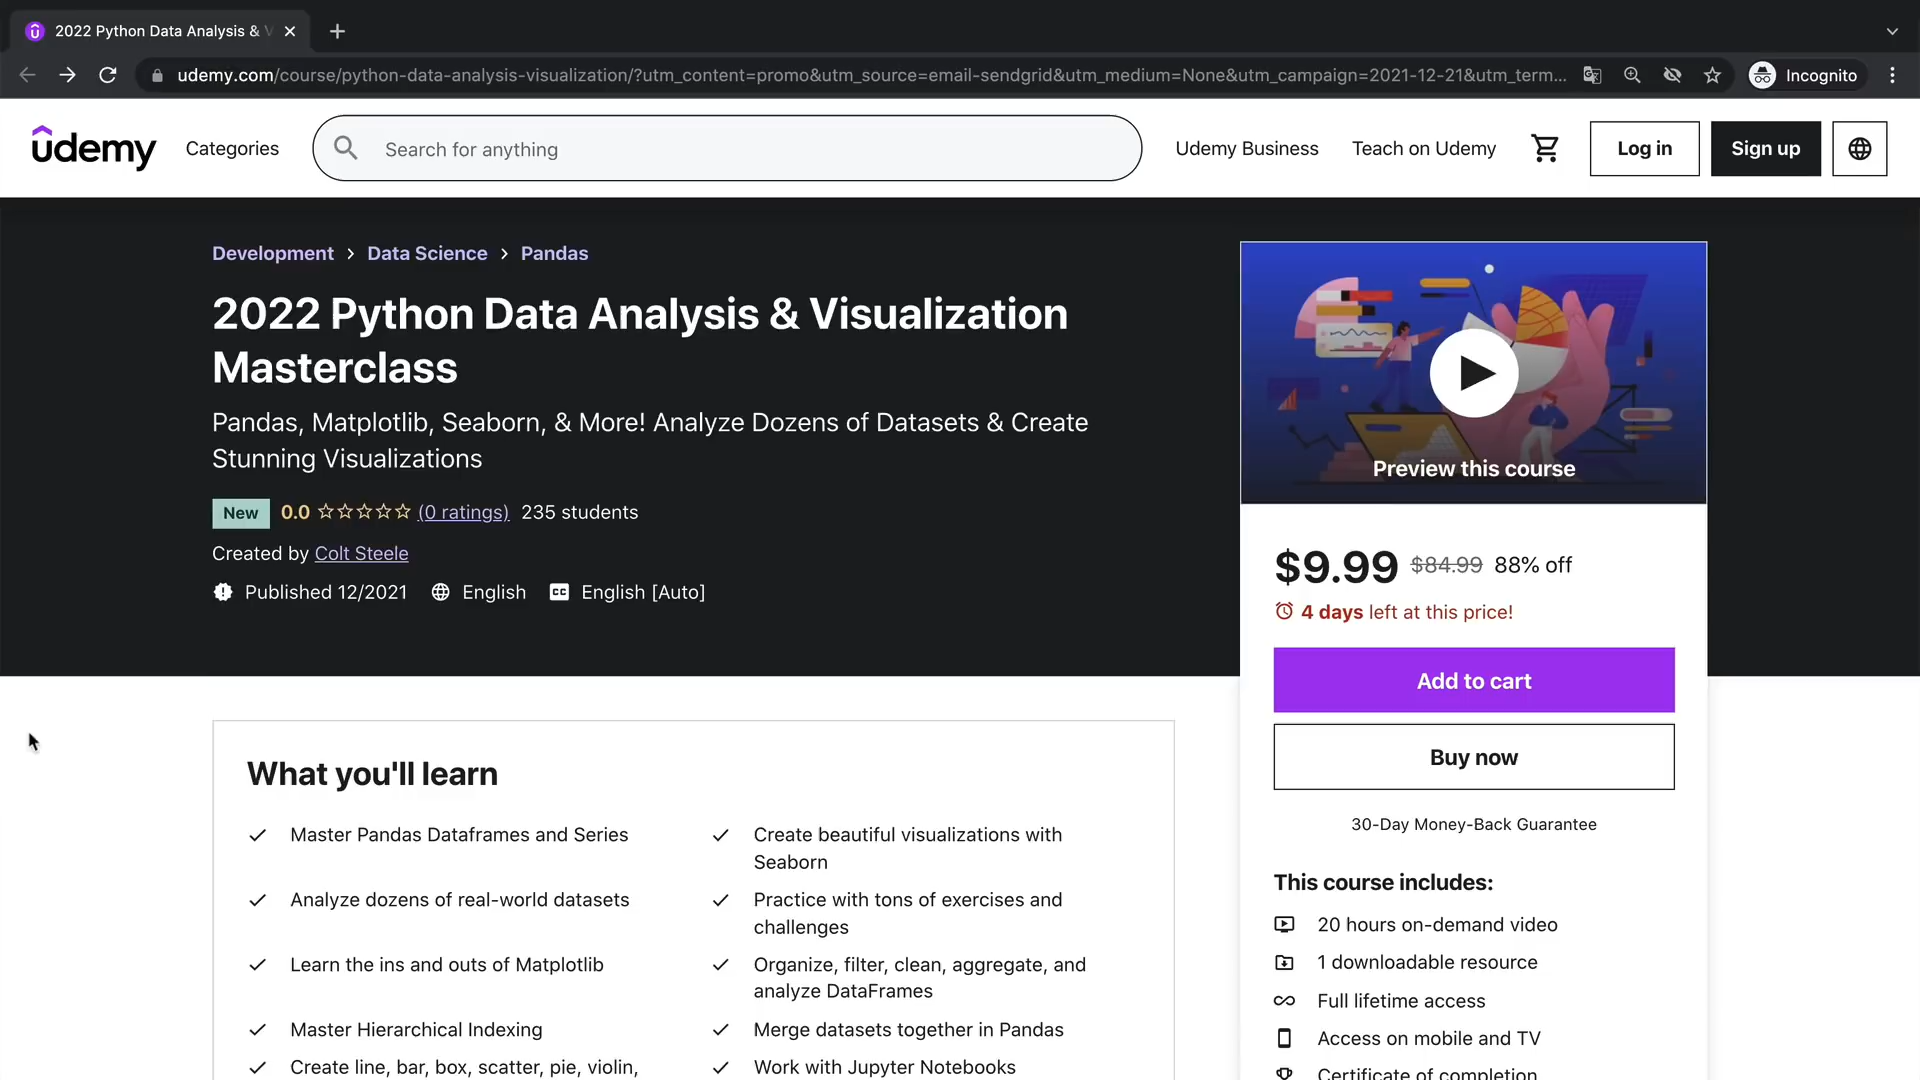 2022 Python Data Analysis & V
udemy.com/course/python-data-analysis-visualization/?utm_content=promo&utm_source=email-sendgrid&utm_medium=None&utm_campaign=2021-12-21&utm_term...
Incognito
udemy
Categories
Search for anything
Udemy Business
Teach on Udemy
Log in
Sign up
Development > Data Science > Pandas
2022 Python Data Analysis & Visualization
Masterclass
Pandas, Matplotlib, Seaborn, & More! Analyze Dozens of Datasets & Create
Stunning Visualizations
New 0.0 (0 ratings) 235 students
Created by Colt Steele
Published 12/2021 English CC English [Auto]
Preview this course
$9.99 $84.99 88% off
4 days left at this price!
Add to cart
Buy now
30-Day Money-Back Guarantee
This course includes:
20 hours on-demand video
1 downloadable resource
Full lifetime access
Access on mobile and TV
Certificate of completion
What you'll learn
Master Pandas Dataframes and Series
Analyze dozens of real-world datasets
Learn the ins and outs of Matplotlib
Master Hierarchical Indexing
Create line, bar, box, scatter, pie, violin,
Create beautiful visualizations with
Seaborn
Practice with tons of exercises and
challenges
Organize, filter, clean, aggregate, and
analyze DataFrames
Merge datasets together in Pandas
Work with Jupyter Notebooks